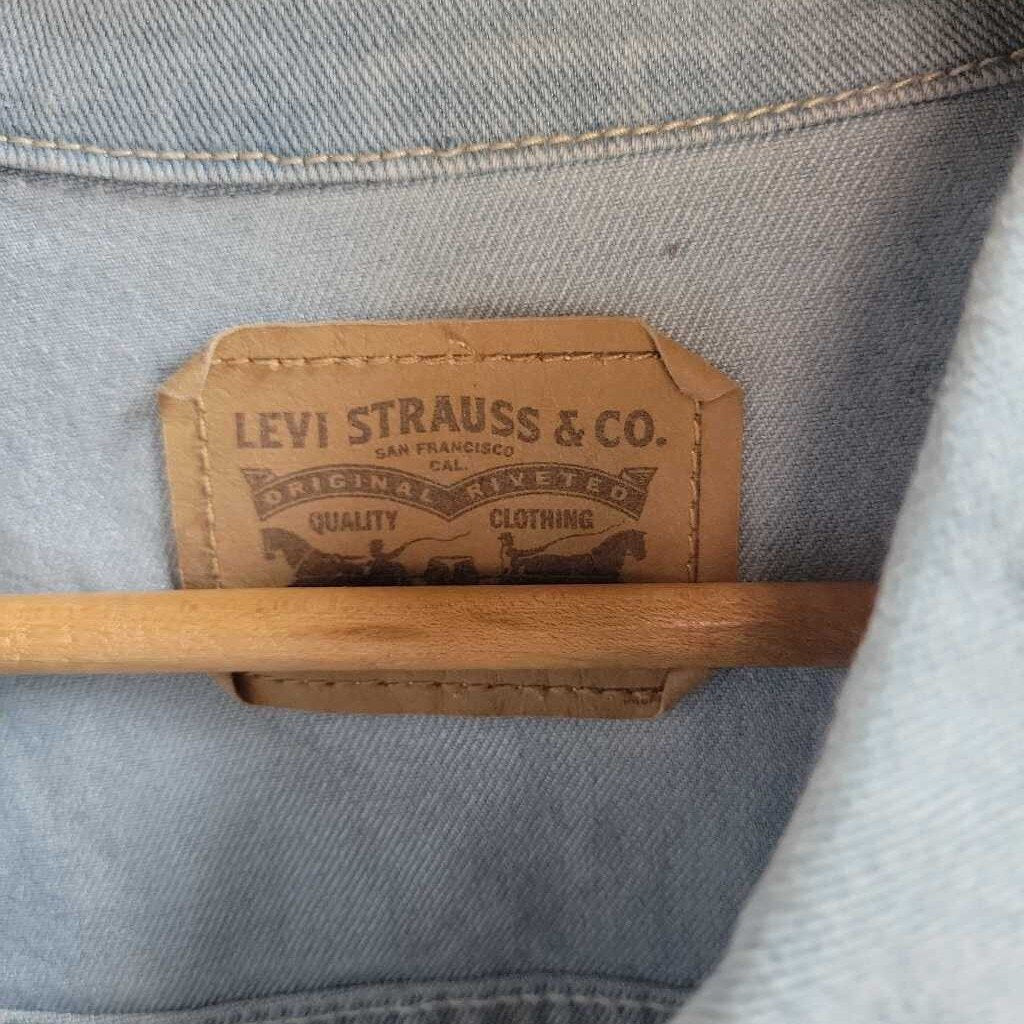 LEVI STRAUSS & CO.
SAN FRANCISCO
CAL.
ORIGINAL RIVETED
QUALITY CLOTHING